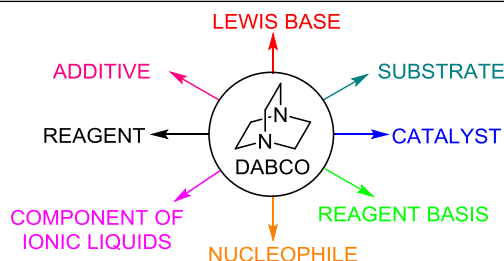 LEWIS BASE
ADDITIVE
SUBSTRATE
N
REAGENT
CATALYST
N
DABCO
COMPONENT OF
IONIC LIQUIDS
REAGENT BASIS
NUCLEOPHILE